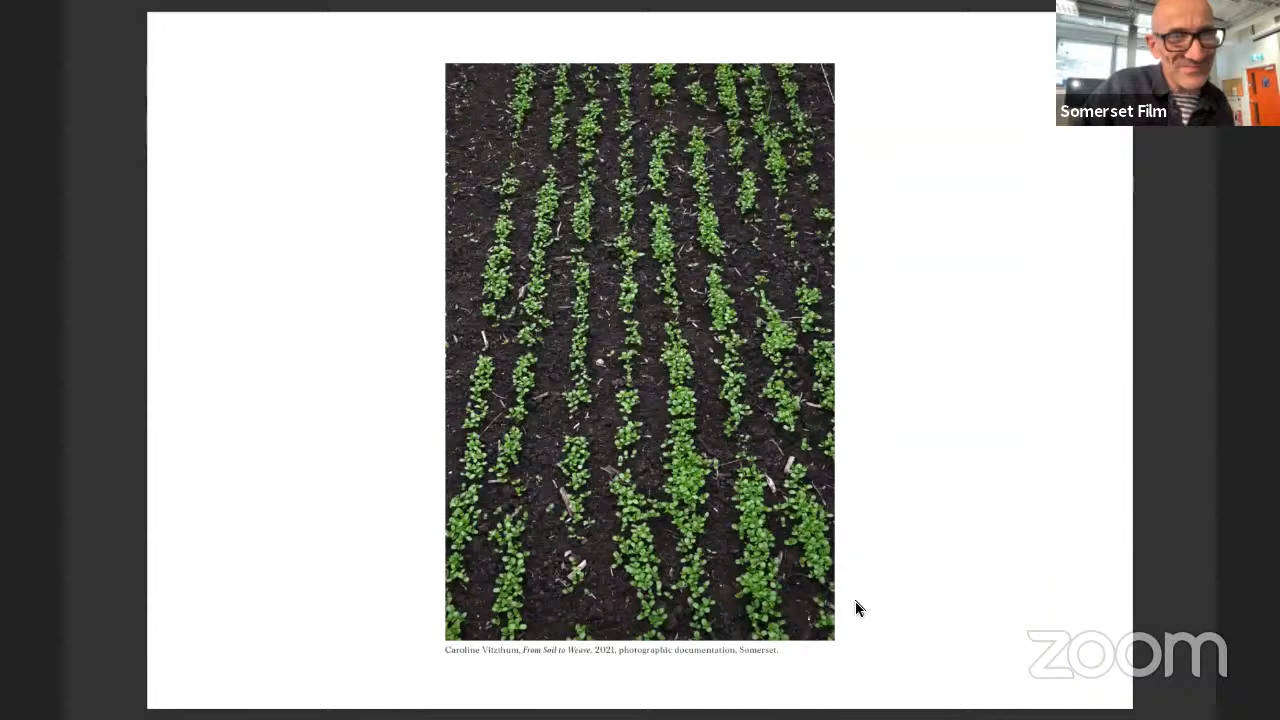 Somerset Film
Caroline Vitzthum, From Soil to Weave, 2021, photographic documentation, Somerset.
zoom